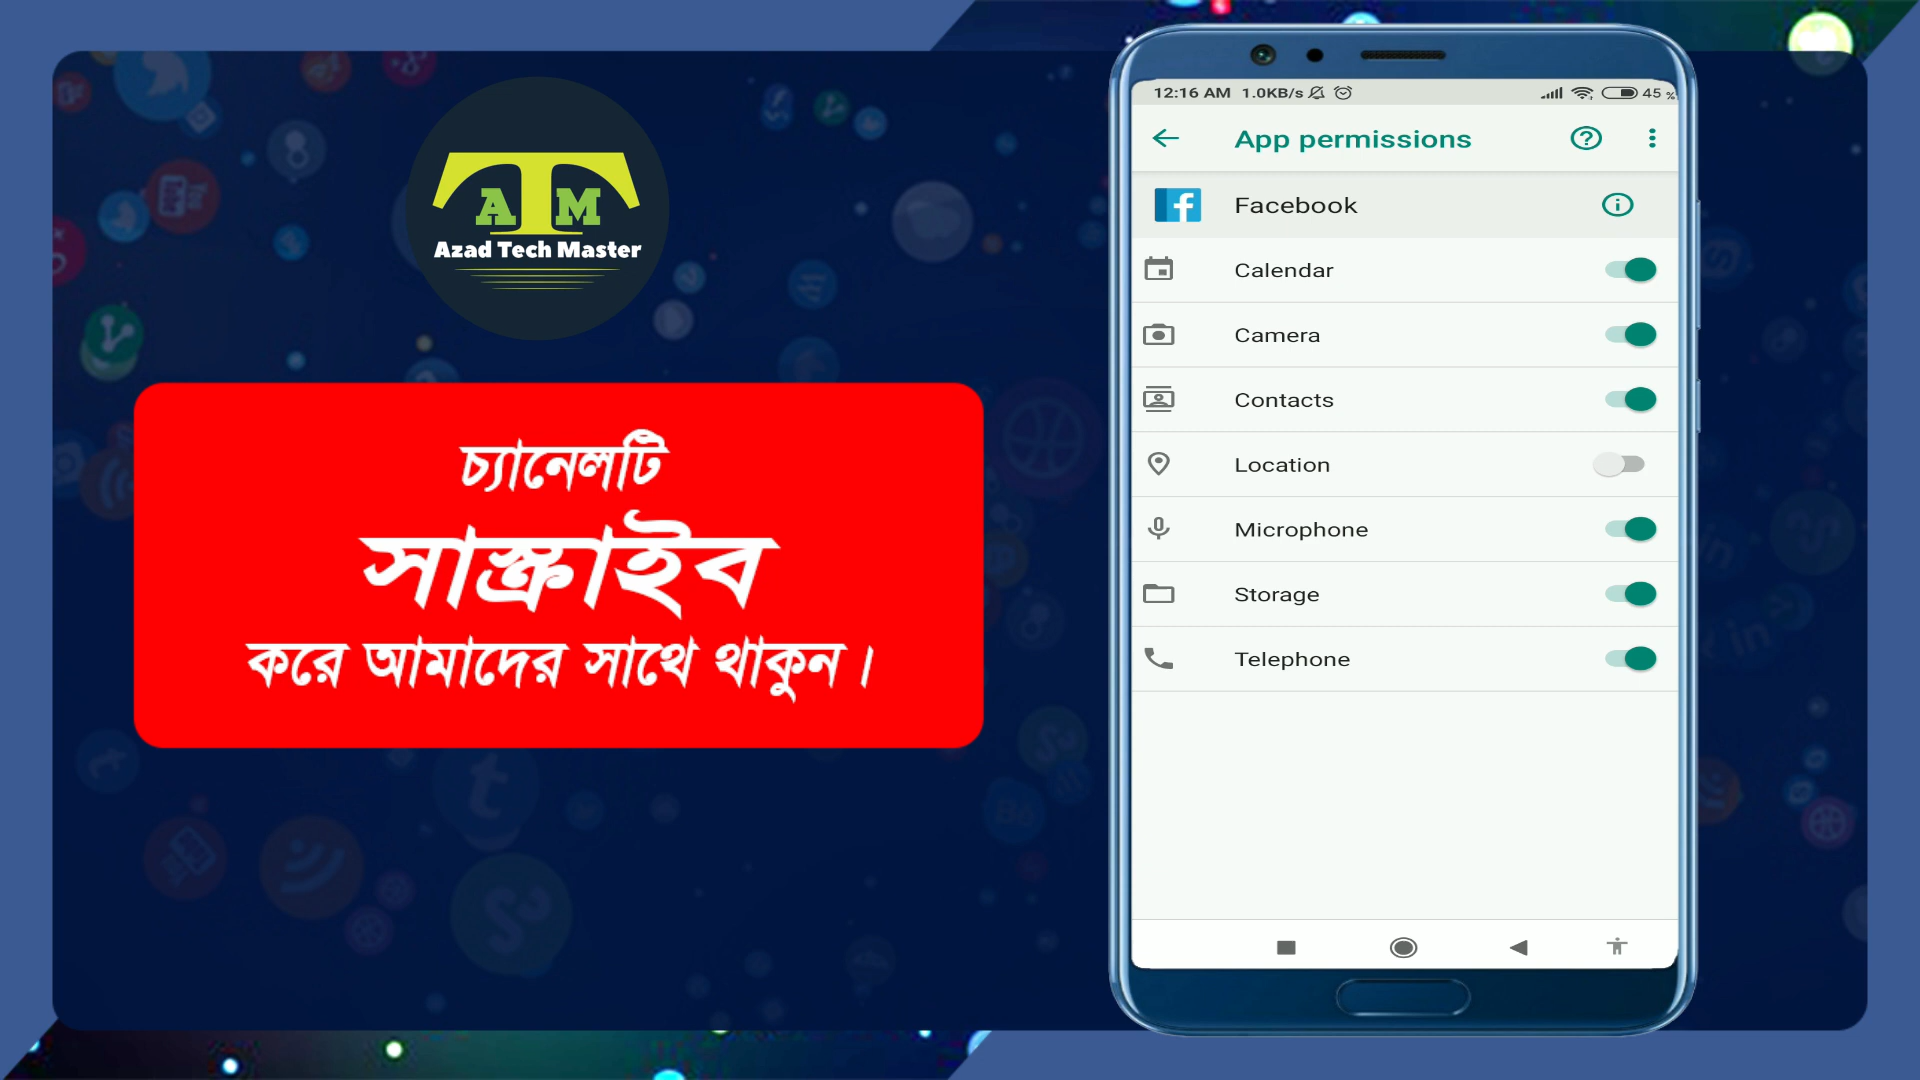 ATM
Azad Tech Master
চ্যানেলটি
সাস্ক্রাইব
করে আমাদের সাথে থাকুন।
12:16 AM 1.0KB/s 45 %
App permissions
Facebook
Calendar
Camera
Contacts
Location
Microphone
Storage
Telephone